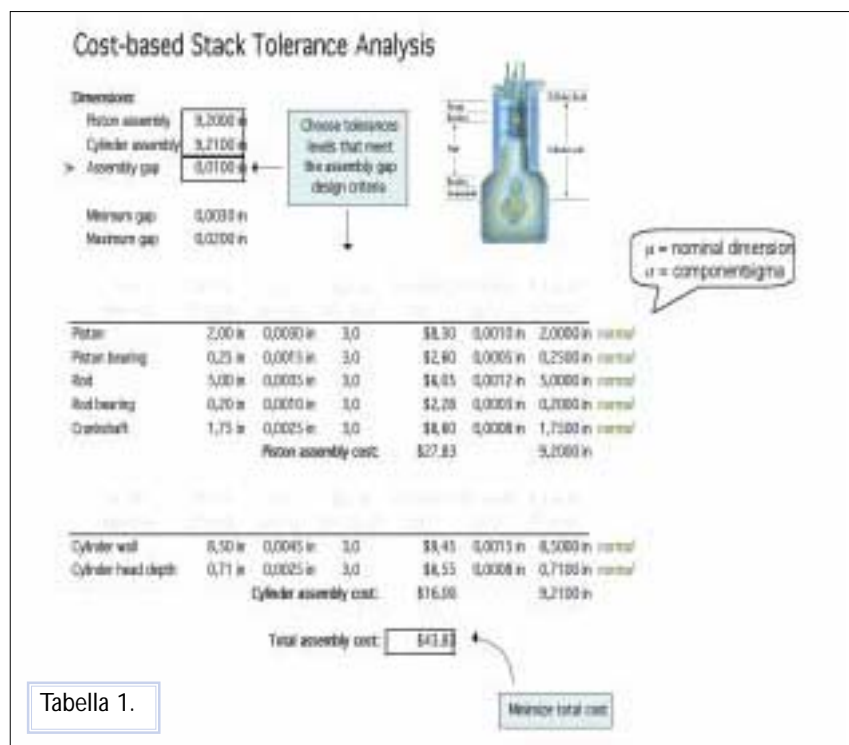 Cost-based Stack Tolerance Analysis
Dimensions
Piston assembly 9,2000 in
Cylinder assembly 9,2100 in
> Assembly gap 0,0100 in
Choose tolerances
levels that meet
the assembly gap
design criteria
Minimum gap 0,0030 in
Maximum gap 0,0200 in
μ = nominal dimension
σ = componentsigma
Piston 2,00 in 0,0030 in 3,0 $8,30 0,0010 in 2,0000 in normal
Piston bearing 0,25 in 0,0015 in 3,0 $2,60 0,0005 in 0,2500 in normal
Rod 5,00 in 0,0035 in 3,0 $6,05 0,0012 in 5,0000 in normal
Rod bearing 0,20 in 0,0010 in 3,0 $2,28 0,0003 in 0,2000 in normal
Crankshaft 1,75 in 0,0025 in 3,0 $8,60 0,0008 in 1,7500 in normal
Piston assembly cost: $27,83 9,2000 in
Cylinder wall 8,50 in 0,0045 in 3,0 $9,45 0,0015 in 8,5000 in normal
Cylinder head depth 0,71 in 0,0025 in 3,0 $6,55 0,0008 in 0,7100 in normal
Cylinder assembly cost: $16,00 9,2100 in
Total assembly cost: $43,83
Minimize total cost
Tabella 1.